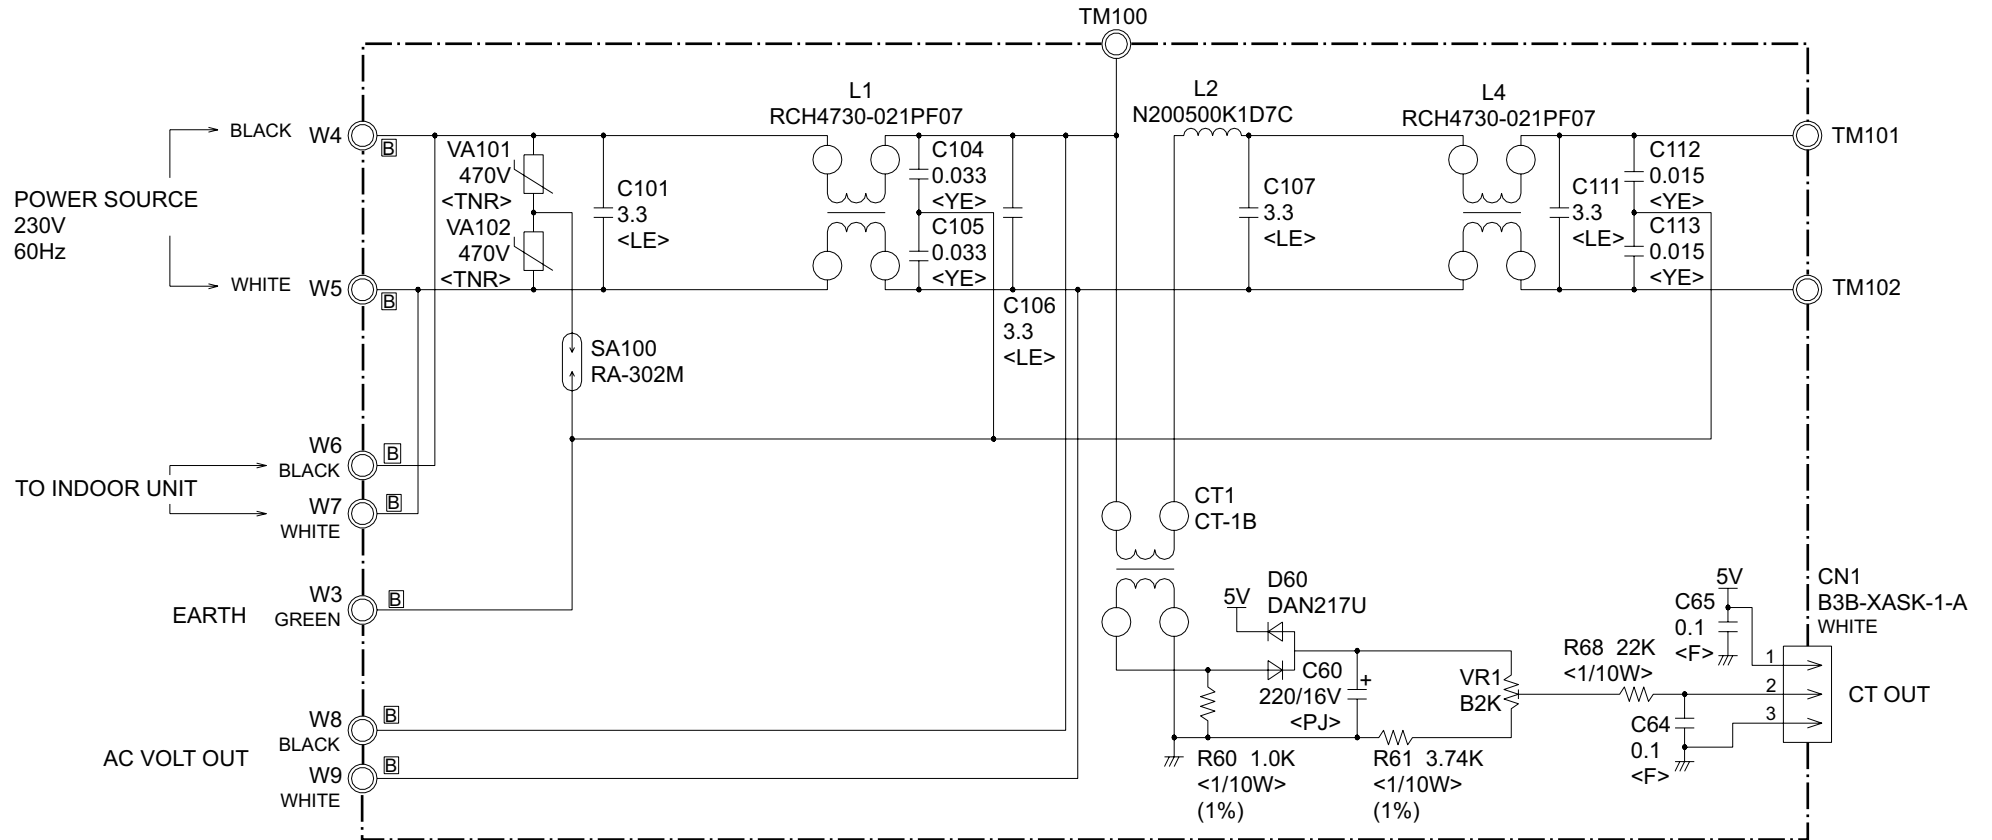 TM100
L1
RCH4730-021PF07
L2
N200500K1D7C
L4
RCH4730-021PF07
POWER SOURCE
230V
60Hz
BLACK
W4
B
WHITE
W5
B
VA101
470V
<TNR>
VA102
470V
<TNR>
C101
3.3
<LE>
C104
0.033
<YE>
C105
0.033
<YE>
C106
3.3
<LE>
C107
3.3
<LE>
C111
3.3
<LE>
C112
0.015
<YE>
C113
0.015
<YE>
TM101
TM102
SA100
RA-302M
TO INDOOR UNIT
W6
BLACK
B
W7
WHITE
B
EARTH
W3
GREEN
B
AC VOLT OUT
W8
BLACK
B
W9
WHITE
B
CT1
CT-1B
5V
D60
DAN217U
C60
220/16V
<PJ>
+
R60 1.0K
<1/10W>
(1%)
R61 3.74K
<1/10W>
(1%)
VR1
B2K
R68 22K
<1/10W>
5V
C65
0.1
<F>
C64
0.1
<F>
CN1
B3B-XASK-1-A
WHITE
1
2
3
CT OUT